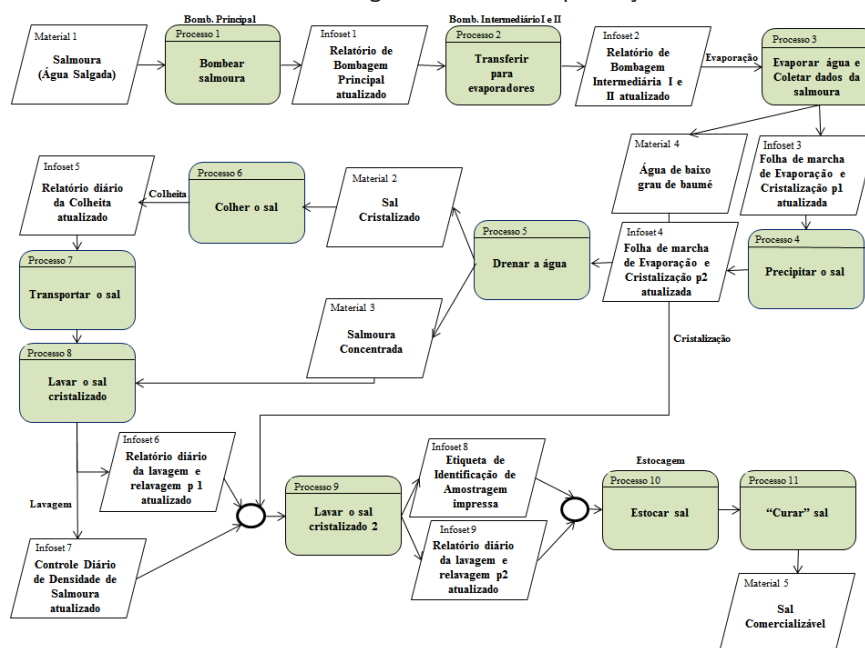 Bomb. Principal
Bomb. Intermediário I e II
Material 1
Salmoura
(Água Salgada)
Processo 1
Bombear
salmoura
Infoset 1
Relatório de
Bombagem
Principal
atualizado
Processo 2
Transferir
para
evaporadores
Infoset 2
Relatório de
Bombagem
Intermediária I e
II atualizado
Evaporação
Processo 3
Evaporar água e
Coletar dados da
salmoura
Infoset 5
Relatório diário
da Colheita
atualizado
Colheita
Processo 6
Colher o sal
Material 2
Sal
Cristalizado
Processo 5
Drenar a água
Material 4
Água de baixo
grau de baumé
Infoset 3
Folha de marcha
de Evaporação e
Cristalização p1
atualizada
Infoset 4
Folha de marcha
de Evaporação e
Cristalização p2
atualizada
Processo 4
Precipitar o sal
Processo 7
Transportar o sal
Material 3
Salmoura
Concentrada
Cristalização
Processo 8
Lavar o sal
cristalizado
Infoset 6
Relatório diário
da lavagem e
relavagem p 1
atualizado
Lavagem
Infoset 7
Controle Diário
de Densidade de
Salmoura
atualizado
Processo 9
Lavar o sal
cristalizado 2
Infoset 8
Etiqueta de
Identificação de
Amostragem
impressa
Infoset 9
Relatório diário
da lavagem e
relavagem p2
atualizado
Estocagem
Processo 10
Estocar sal
Processo 11
“Curar” sal
Material 5
Sal
Comercializável